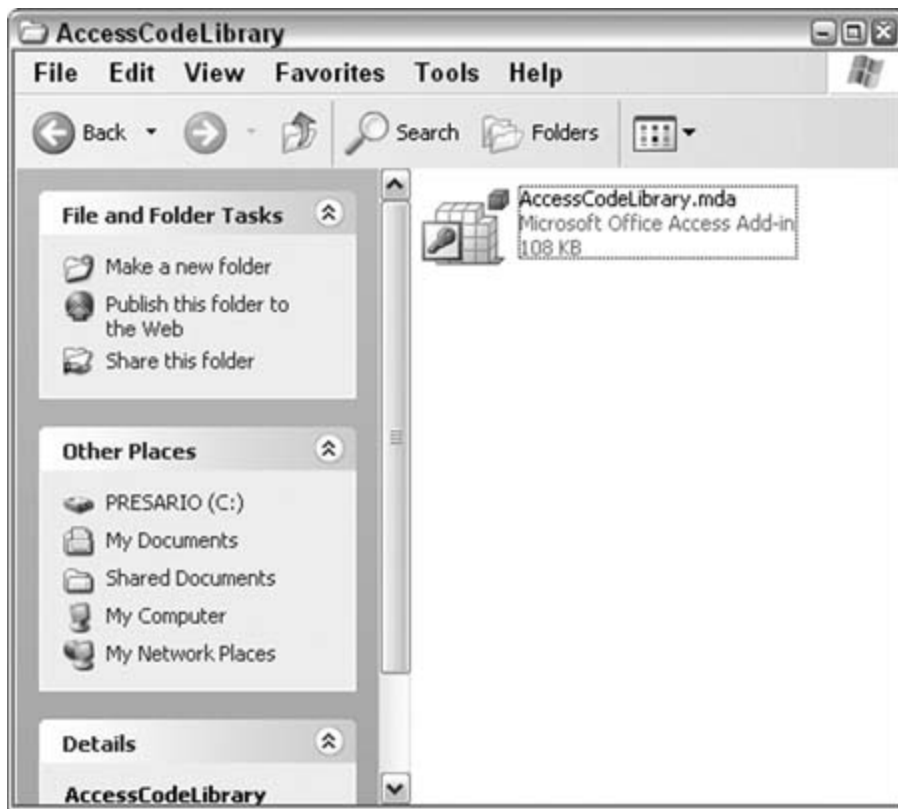 AccessCodeLibrary
File Edit View Favorites Tools Help
Back Search Folders
File and Folder Tasks
Make a new folder
Publish this folder to
the Web
Share this folder
Other Places
PRESARIO (C:)
My Documents
Shared Documents
My Computer
My Network Places
Details
AccessCodeLibrary
AccessCodeLibrary.mda
Microsoft Office Access Add-in
108 KB